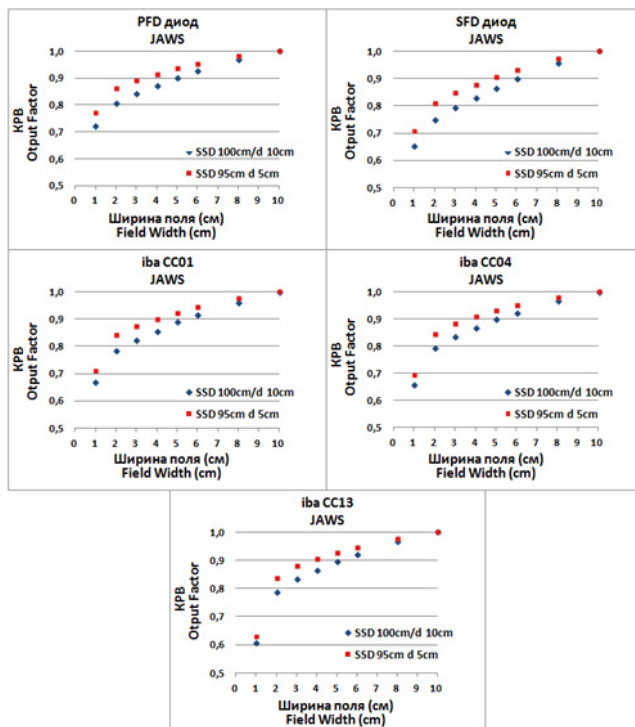 PFD диод
JAWS
1,0
0,9
0,8
0,7
0,6
0,5
КРВ
Otput Factor
SSD 100cm/d 10cm
SSD 95cm d 5cm
0 1 2 3 4 5 6 7 8 9 10
Ширина поля (см)
Field Width (cm)
SFD диод
JAWS
1,0
0,9
0,8
0,7
0,6
0,5
КРВ
Otput Factor
SSD 100cm/d 10cm
SSD 95cm d 5cm
0 1 2 3 4 5 6 7 8 9 10
Ширина поля (см)
Field Width (cm)
iba CC01
JAWS
1,0
0,9
0,8
0,7
0,6
0,5
КРВ
Otput Factor
SSD 100cm/d 10cm
SSD 95cm d 5cm
0 1 2 3 4 5 6 7 8 9 10
Ширина поля (см)
Field Width (cm)
iba CC04
JAWS
1,0
0,9
0,8
0,7
0,6
0,5
КРВ
Otput Factor
SSD 100cm/d 10cm
SSD 95cm d 5cm
0 1 2 3 4 5 6 7 8 9 10
Ширина поля (см)
Field Width (cm)
iba CC13
JAWS
1,0
0,9
0,8
0,7
0,6
0,5
КРВ
Otput Factor
SSD 100cm/d 10cm
SSD 95cm d 5cm
0 1 2 3 4 5 6 7 8 9 10
Ширина поля (см)
Field Width (cm)